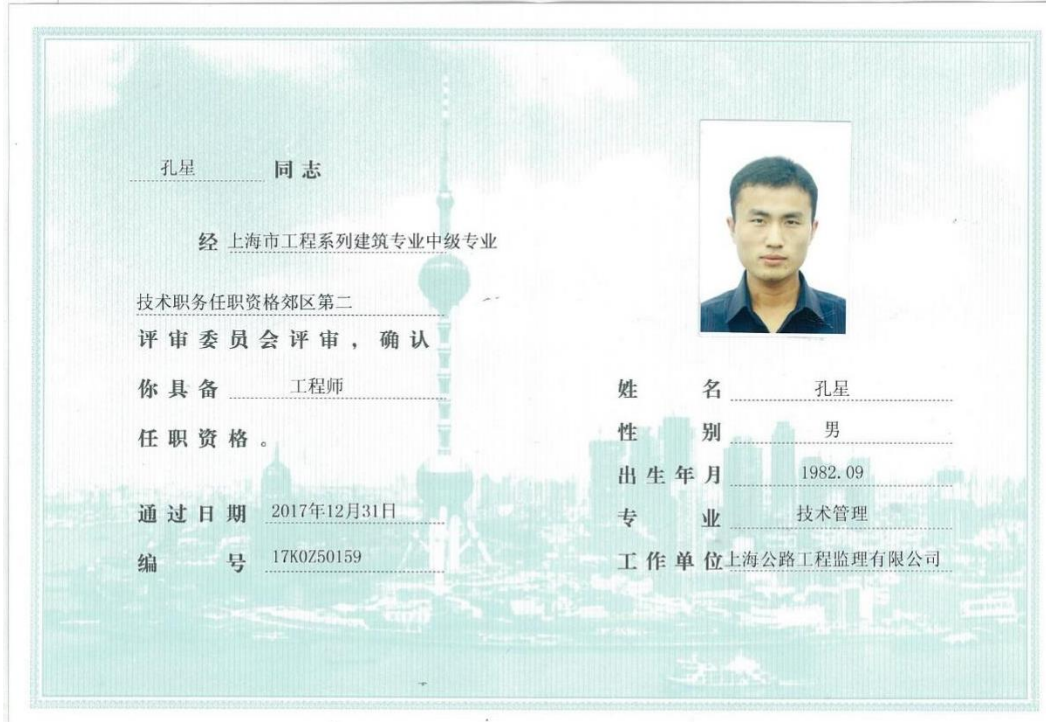 孔星 同志
经 上海市工程系列建筑专业中级专业
技术职务任职资格郊区第二
评审委员会评审，确认
你具备 工程师
任职资格。
通过日期 2017年12月31日
编号 17K0Z50159
姓名 孔星
性别 男
出生年月 1982.09
专业 技术管理
工作单位 上海公路工程监理有限公司